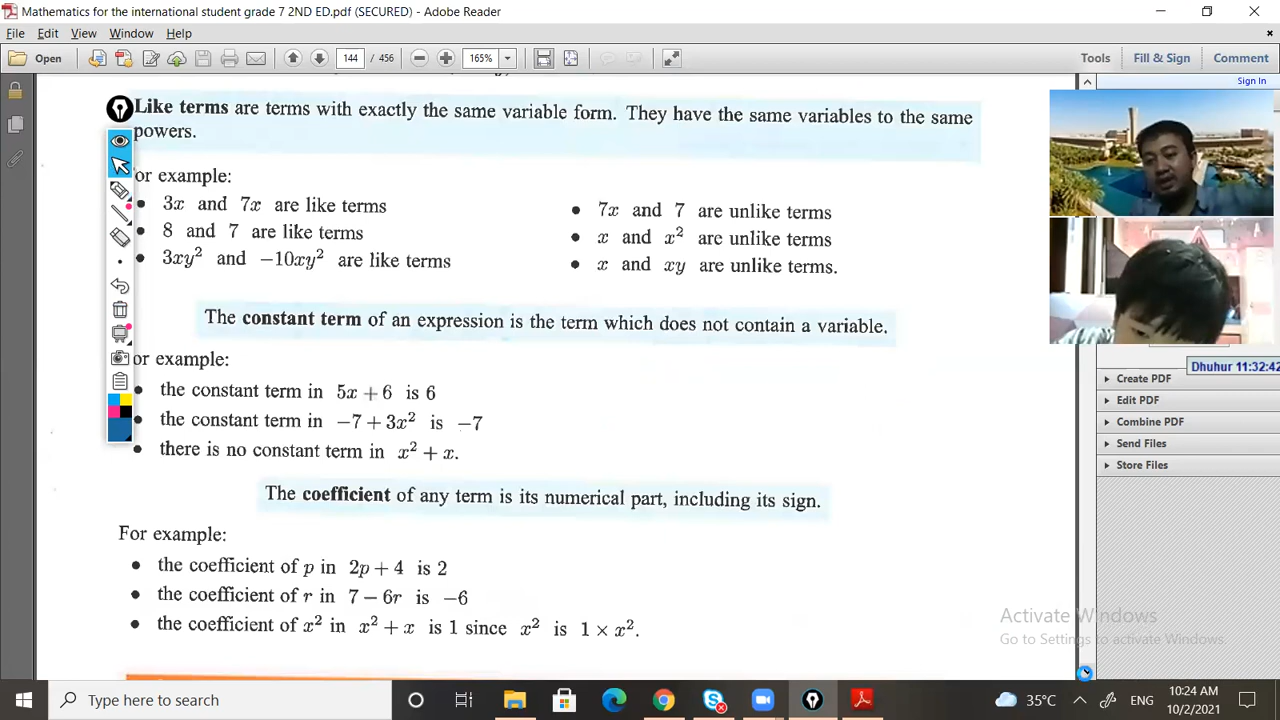 Mathematics for the international student grade 7 2ND ED.pdf (SECURED) - Adobe Reader
File Edit View Window Help
Open 144 / 456 165% Tools Fill & Sign Comment
Sign In
Like terms are terms with exactly the same variable form. They have the same variables to the same
powers.
or example:
• 3x and 7x are like terms
• 8 and 7 are like terms
• 3xy² and −10xy² are like terms
• 7x and 7 are unlike terms
• x and x² are unlike terms
• x and xy are unlike terms.
The constant term of an expression is the term which does not contain a variable.
or example:
• the constant term in 5x + 6 is 6
• the constant term in −7 + 3x² is −7
• there is no constant term in x² + x.
The coefficient of any term is its numerical part, including its sign.
For example:
• the coefficient of p in 2p + 4 is 2
• the coefficient of r in 7 − 6r is −6
• the coefficient of x² in x² + x is 1 since x² is 1 × x².
Dhuhur 11:32:42
Create PDF
Edit PDF
Combine PDF
Send Files
Store Files
Activate Windows
Go to Settings to activate Windows.
Type here to search
35°C ENG 10:24 AM
10/2/2021